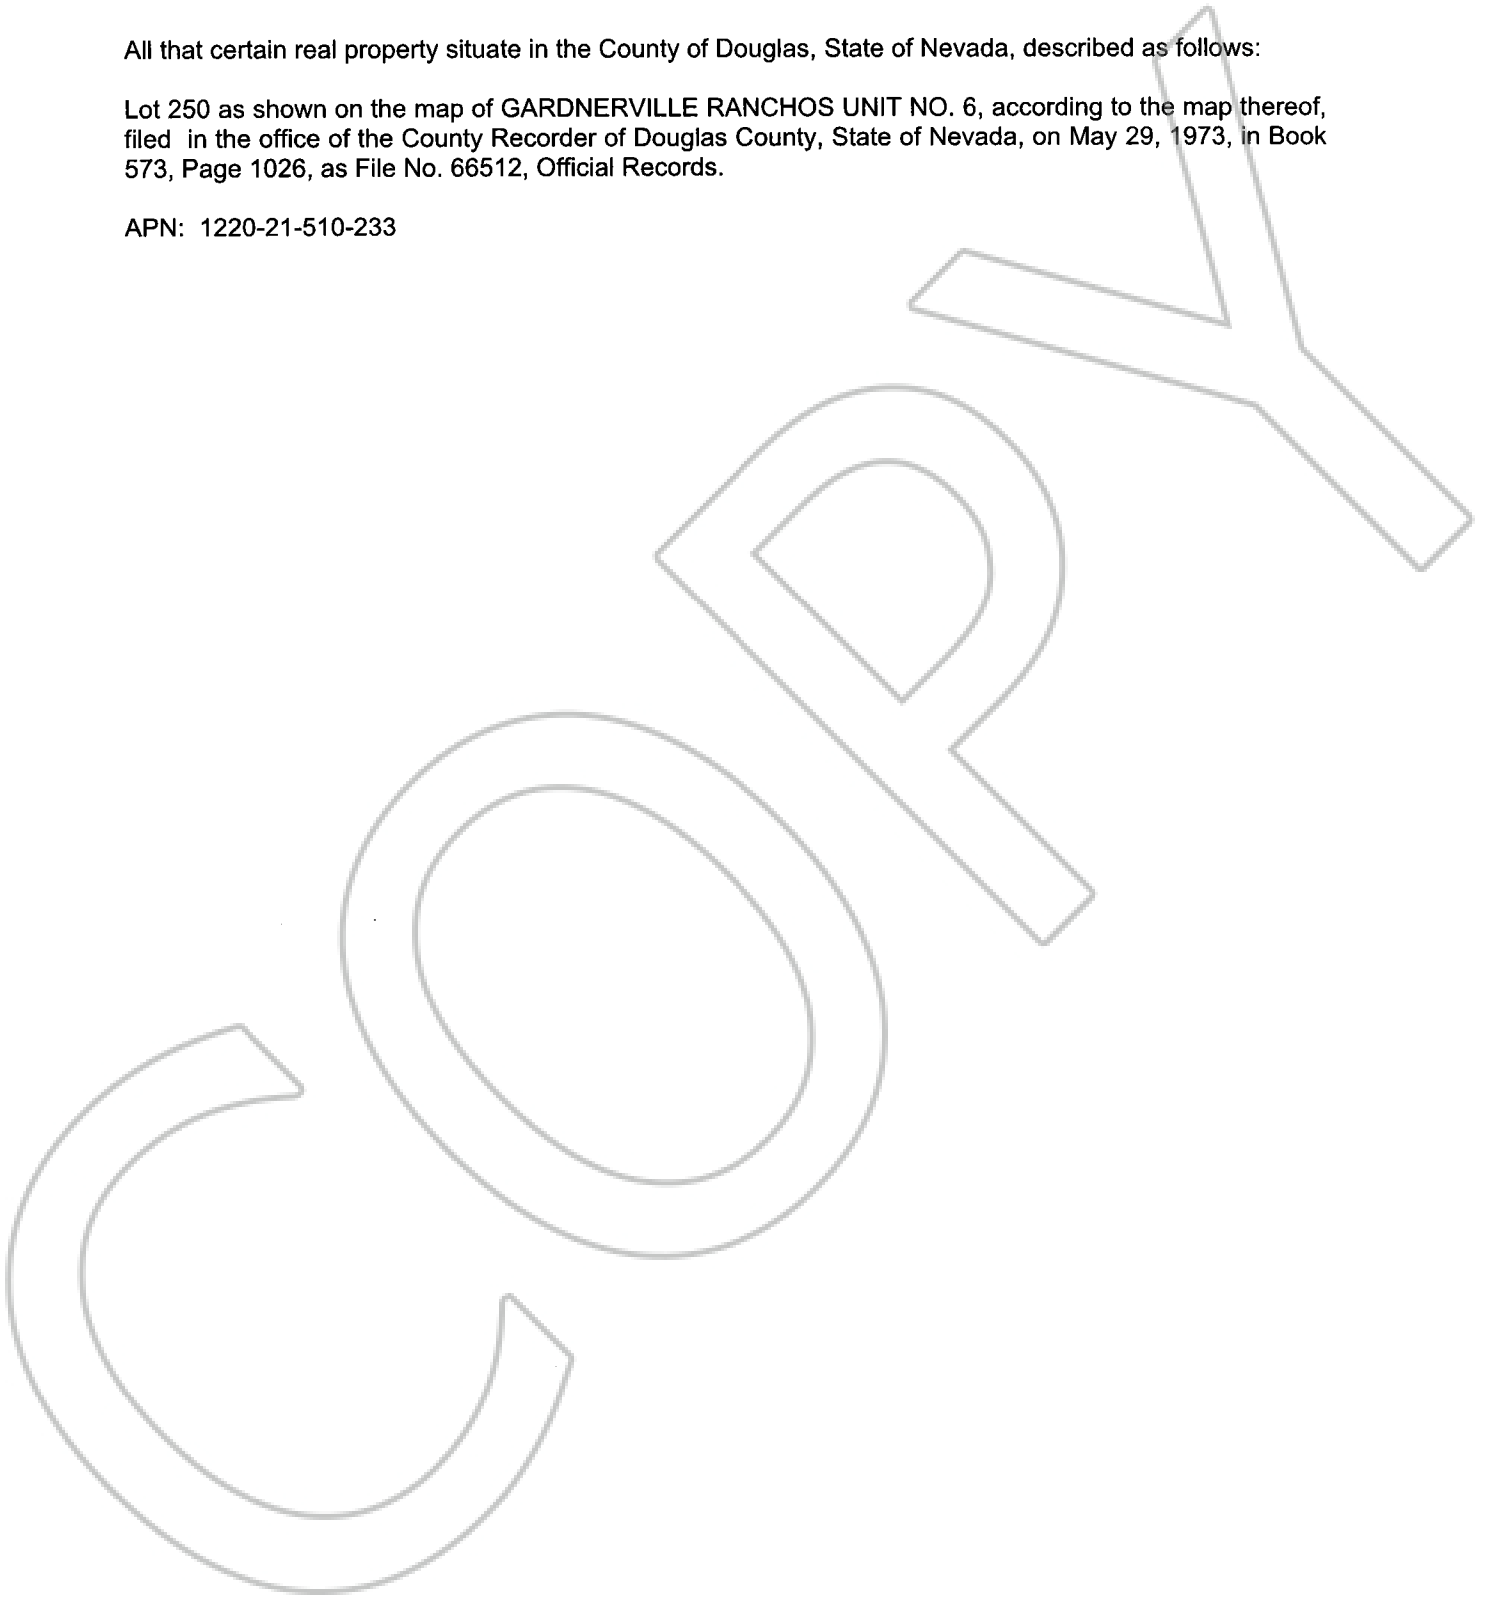 All that certain real property situate in the County of Douglas, State of Nevada, described as follows:
Lot 250 as shown on the map of GARDNERVILLE RANCHOS UNIT NO. 6, according to the map thereof,
filed in the office of the County Recorder of Douglas County, State of Nevada, on May 29, 1973, in Book
573, Page 1026, as File No. 66512, Official Records.
APN: 1220-21-510-233
COPY